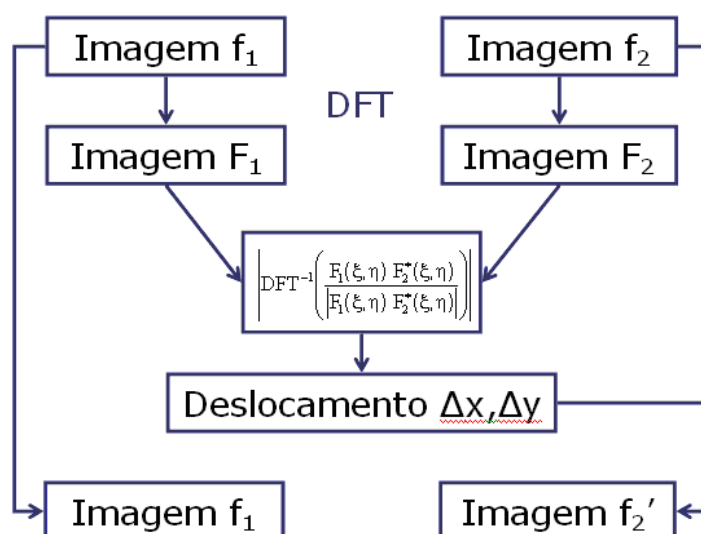 Imagem f₁
Imagem f₂
DFT
Imagem F₁
Imagem F₂
|DFT⁻¹(F₁(ξ, η) F₂*(ξ, η) / |F₁(ξ, η) F₂*(ξ, η)|)|
Deslocamento Δx,Δy
Imagem f₁
Imagem f₂’